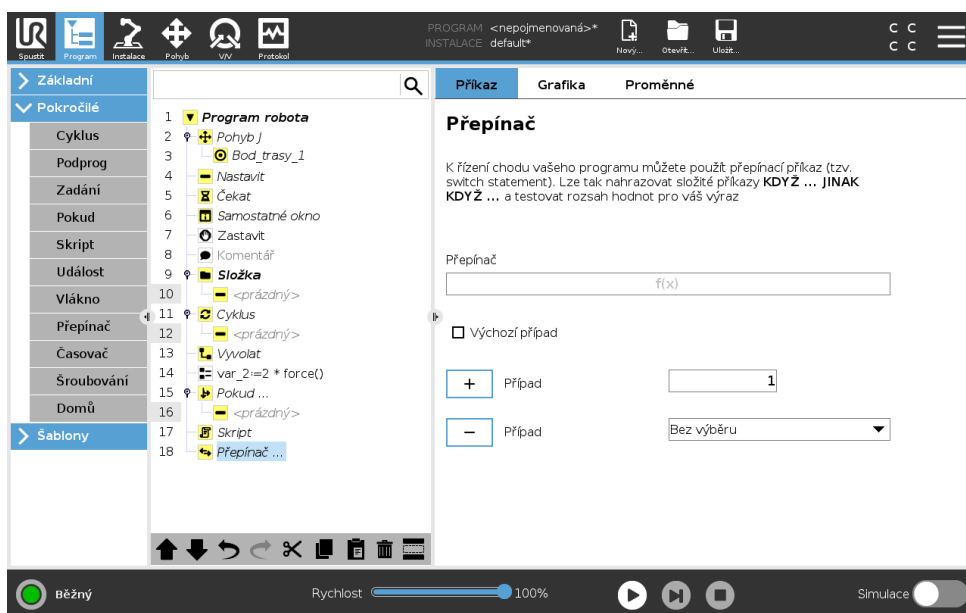 UR
Spustit
Program
Instalace
Pohyb
V/V
Protokol
PROGRAM <nepojmenovaná>*
INSTALACE default*
Nový...
Otevřít...
Uložit...
C C
C C
Základní
Pokročilé
Cyklus
Podprog
Zadání
Pokud
Skript
Událost
Vlákno
Přepínač
Časovač
Šroubování
Domů
Šablony
1 Program robota
2 Pohyb J
3 Bod_trasy_1
4 Nastavit
5 Čekat
6 Samostatné okno
7 Zastavit
8 Komentář
9 Složka
10 <prázdný>
11 Cyklus
12 <prázdný>
13 Vyvolat
14 var_2:=2 * force()
15 Pokud ...
16 <prázdný>
17 Skript
18 Přepínač ...
Příkaz Grafika Proměnné
Přepínač
K řízení chodu vašeho programu můžete použít přepínací příkaz (tzv.
switch statement). Lze tak nahrazovat složité příkazy KDYŽ ... JINAK
KDYŽ ... a testovat rozsah hodnot pro váš výraz
Přepínač
f(x)
Výchozí případ
+ Případ 1
− Případ Bez výběru
Běžný
Rychlost 100%
Simulace